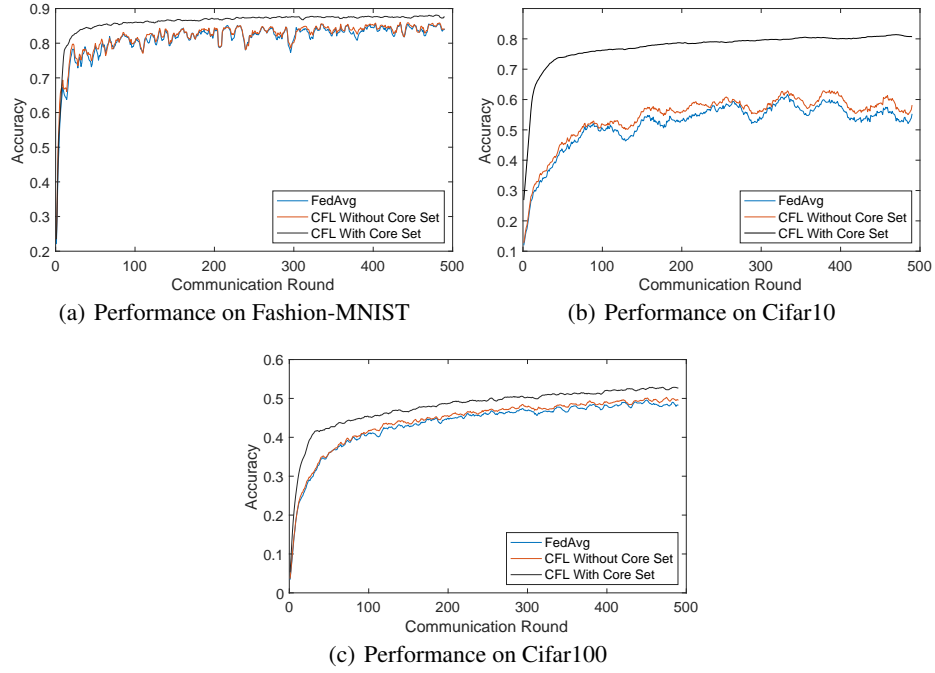 0.9
0.8
0.7
0.6
0.5
0.4
0.3
0.2
Accuracy
FedAvg
CFL Without Core Set
CFL With Core Set
0 100 200 300 400 500
Communication Round
(a) Performance on Fashion-MNIST
0.8
0.7
0.6
0.5
0.4
0.3
0.2
0.1
Accuracy
FedAvg
CFL Without Core Set
CFL With Core Set
0 100 200 300 400 500
Communication Round
(b) Performance on Cifar10
0.6
0.5
0.4
0.3
0.2
0.1
0
Accuracy
FedAvg
CFL Without Core Set
CFL With Core Set
0 100 200 300 400 500
Communication Round
(c) Performance on Cifar100